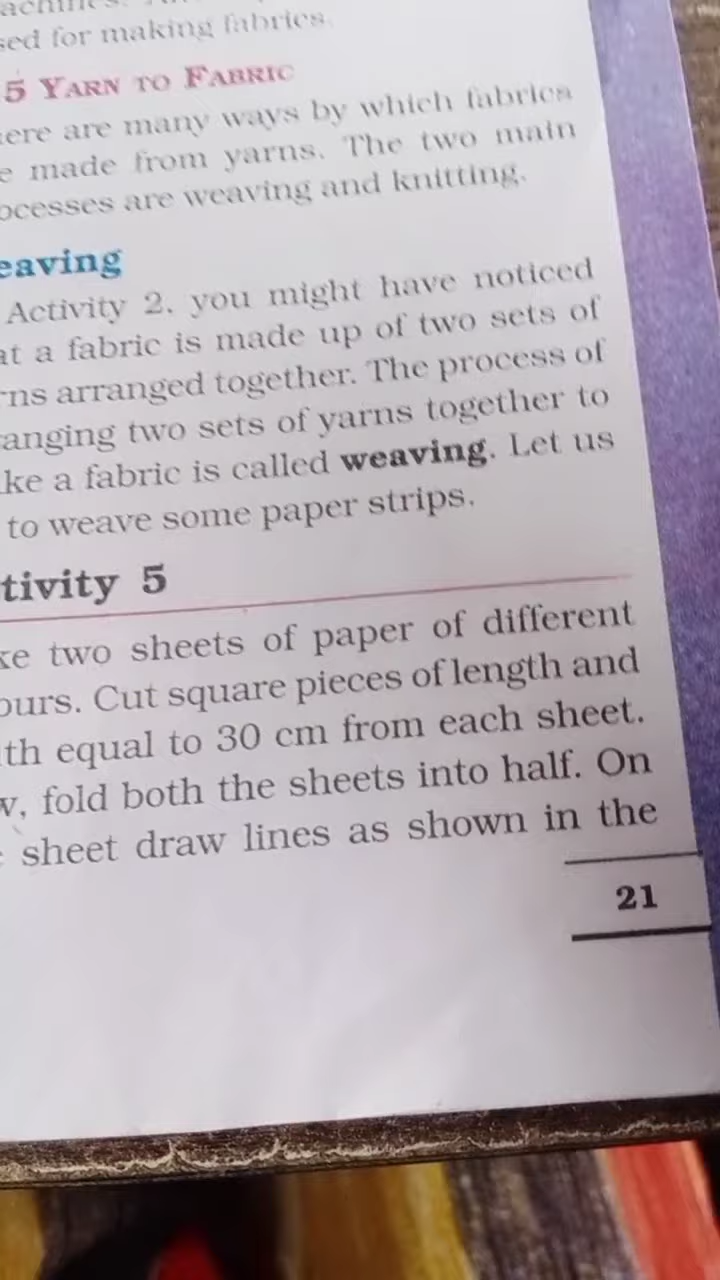 sed for making fabrics.
5 YARN TO FABRIC
ere are many ways by which fabrics
e made from yarns. The two main
ocesses are weaving and knitting.
eaving
Activity 2, you might have noticed
at a fabric is made up of two sets of
rns arranged together. The process of
anging two sets of yarns together to
ke a fabric is called weaving. Let us
to weave some paper strips.
tivity 5
ke two sheets of paper of different
ours. Cut square pieces of length and
th equal to 30 cm from each sheet.
w, fold both the sheets into half. On
sheet draw lines as shown in the
21